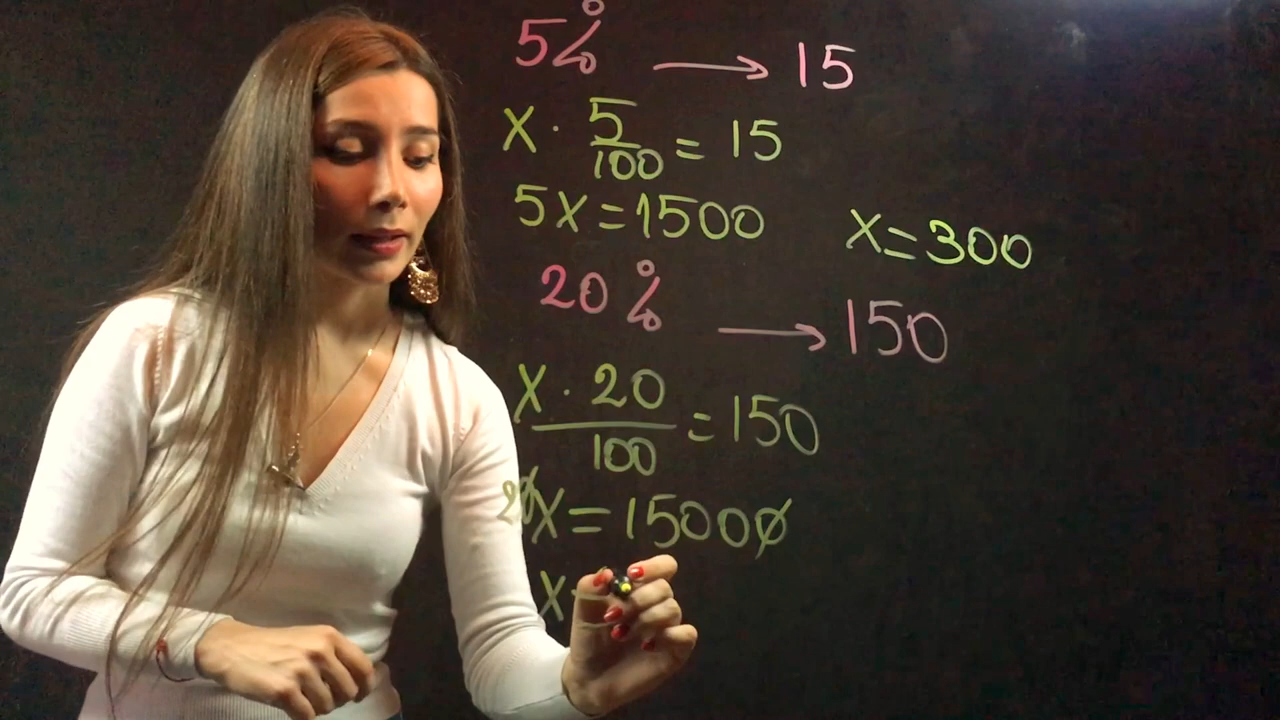 5% → 15
x · 5/100 = 15
5x = 1500 x = 300
20% → 150
x · 20/100 = 150
20x = 15000
x